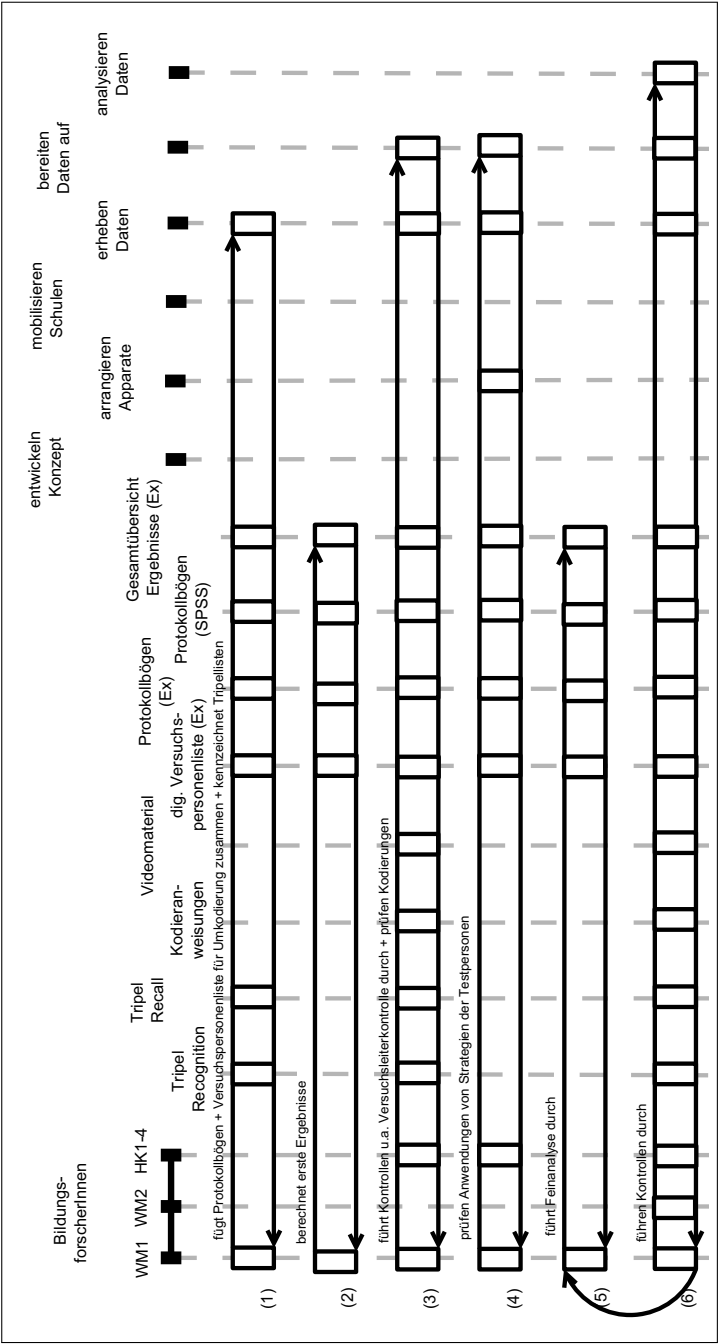 Bildungs-
forscherInnen
WM1
WM2
HK1-4
Tripel
Recognition
Tripel
Recall
Kodieran-
weisungen
Videomaterial
dig. Versuchs-
personenliste (Ex)
Protokollbögen
(Ex)
Protokollbögen
(SPSS)
Gesamtübersicht
Ergebnisse (Ex)
entwickeln
Konzept
arrangieren
Apparate
mobilisieren
Schulen
erheben
Daten
bereiten
Daten auf
analysieren
Daten
fügt Protokollbögen + Versuchspersonenliste für Umkodierung zusammen + kennzeichnet Tripellisten
(1)
berechnet erste Ergebnisse
(2)
führt Kontrollen u.a. Versuchsleiterkontrolle durch + prüfen Kodierungen
(3)
prüfen Anwendungen von Strategien der Testpersonen
(4)
führt Feinanalyse durch
(5)
führen Kontrollen durch
(6)